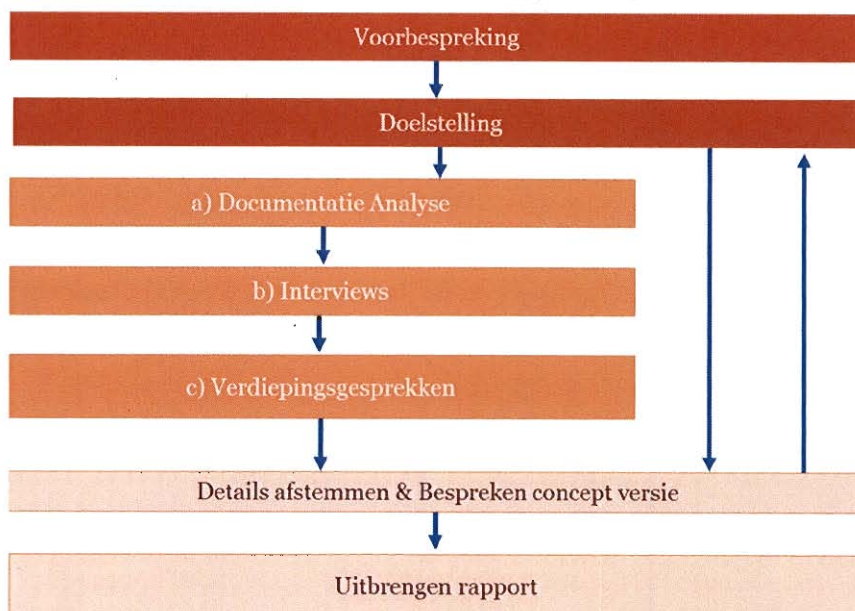 Voorbespreking
Doelstelling
a) Documentatie Analyse
b) Interviews
c) Verdiepingsgesprekken
Details afstemmen & Bespreken concept versie
Uitbrengen rapport